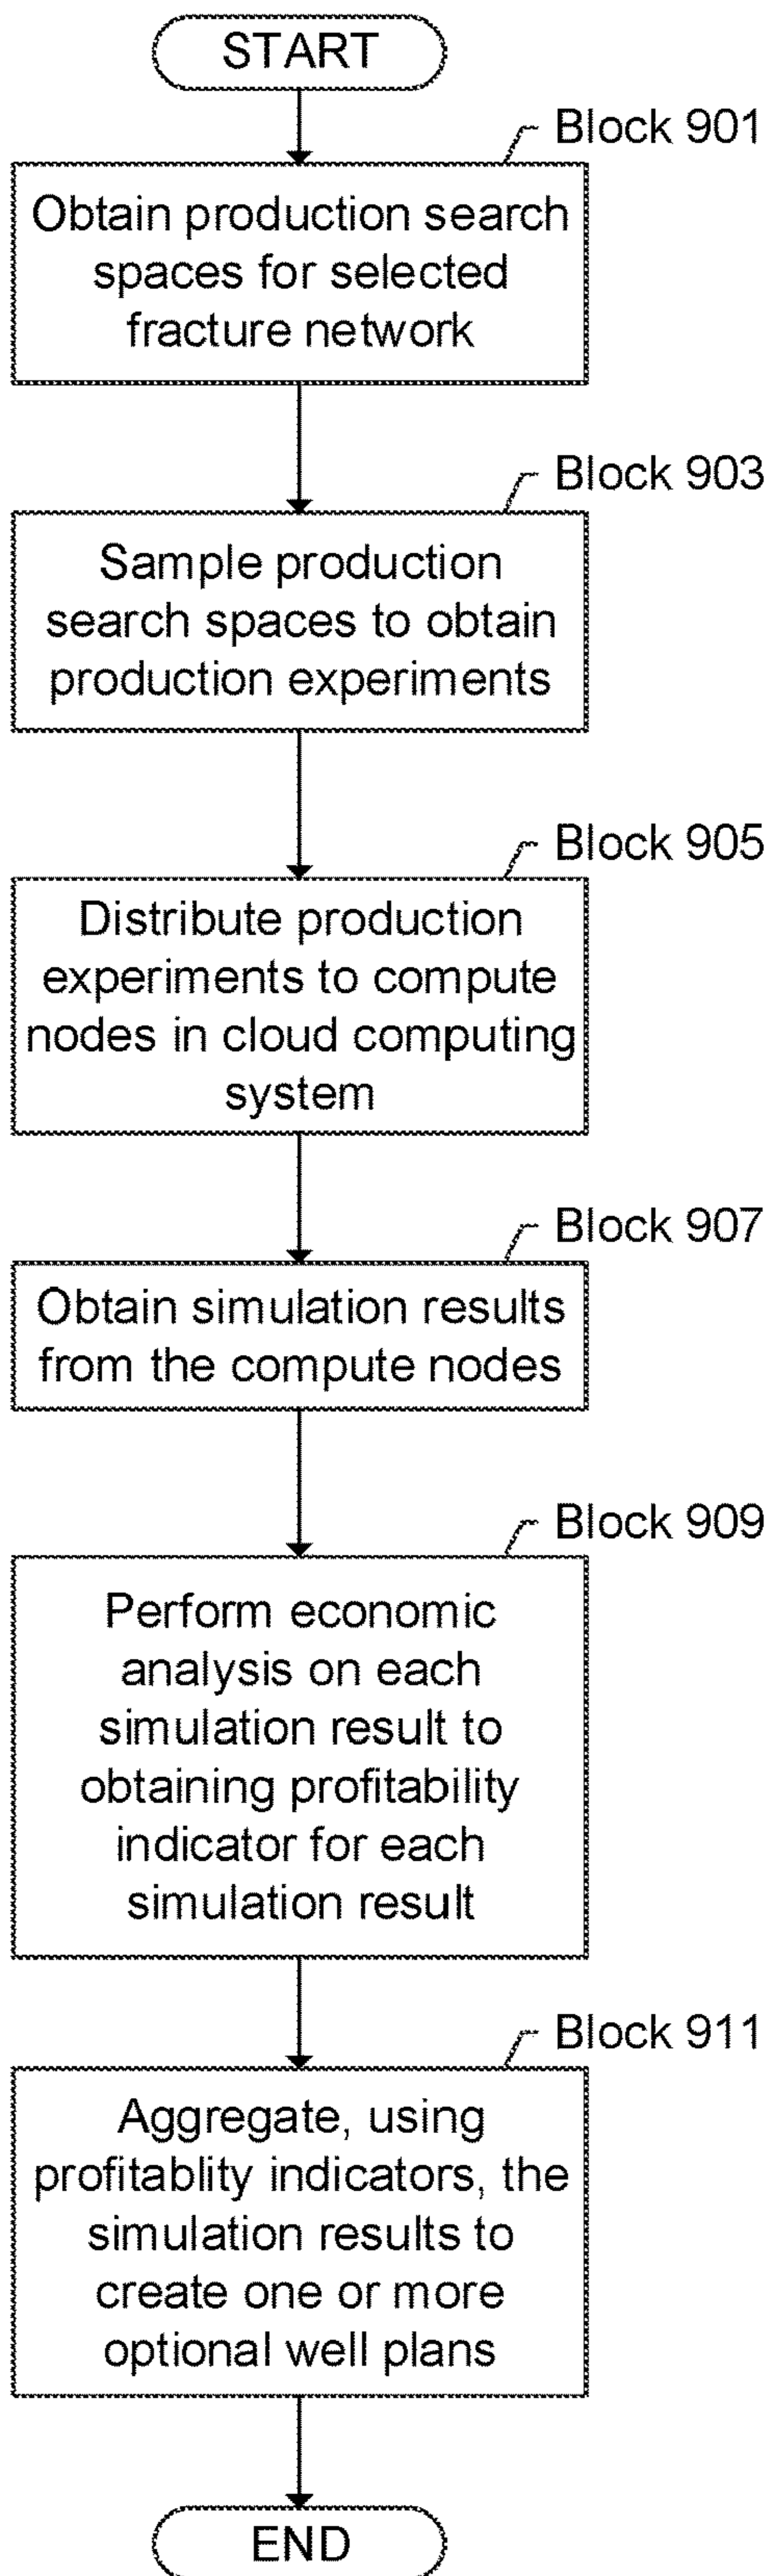 START
Block 901
Obtain production search
spaces for selected
fracture network
Block 903
Sample production
search spaces to obtain
production experiments
Block 905
Distribute production
experiments to compute
nodes in cloud computing
system
Block 907
Obtain simulation results
from the compute nodes
Block 909
Perform economic
analysis on each
simulation result to
obtaining profitability
indicator for each
simulation result
Block 911
Aggregate, using
profitablity indicators, the
simulation results to
create one or more
optional well plans
END